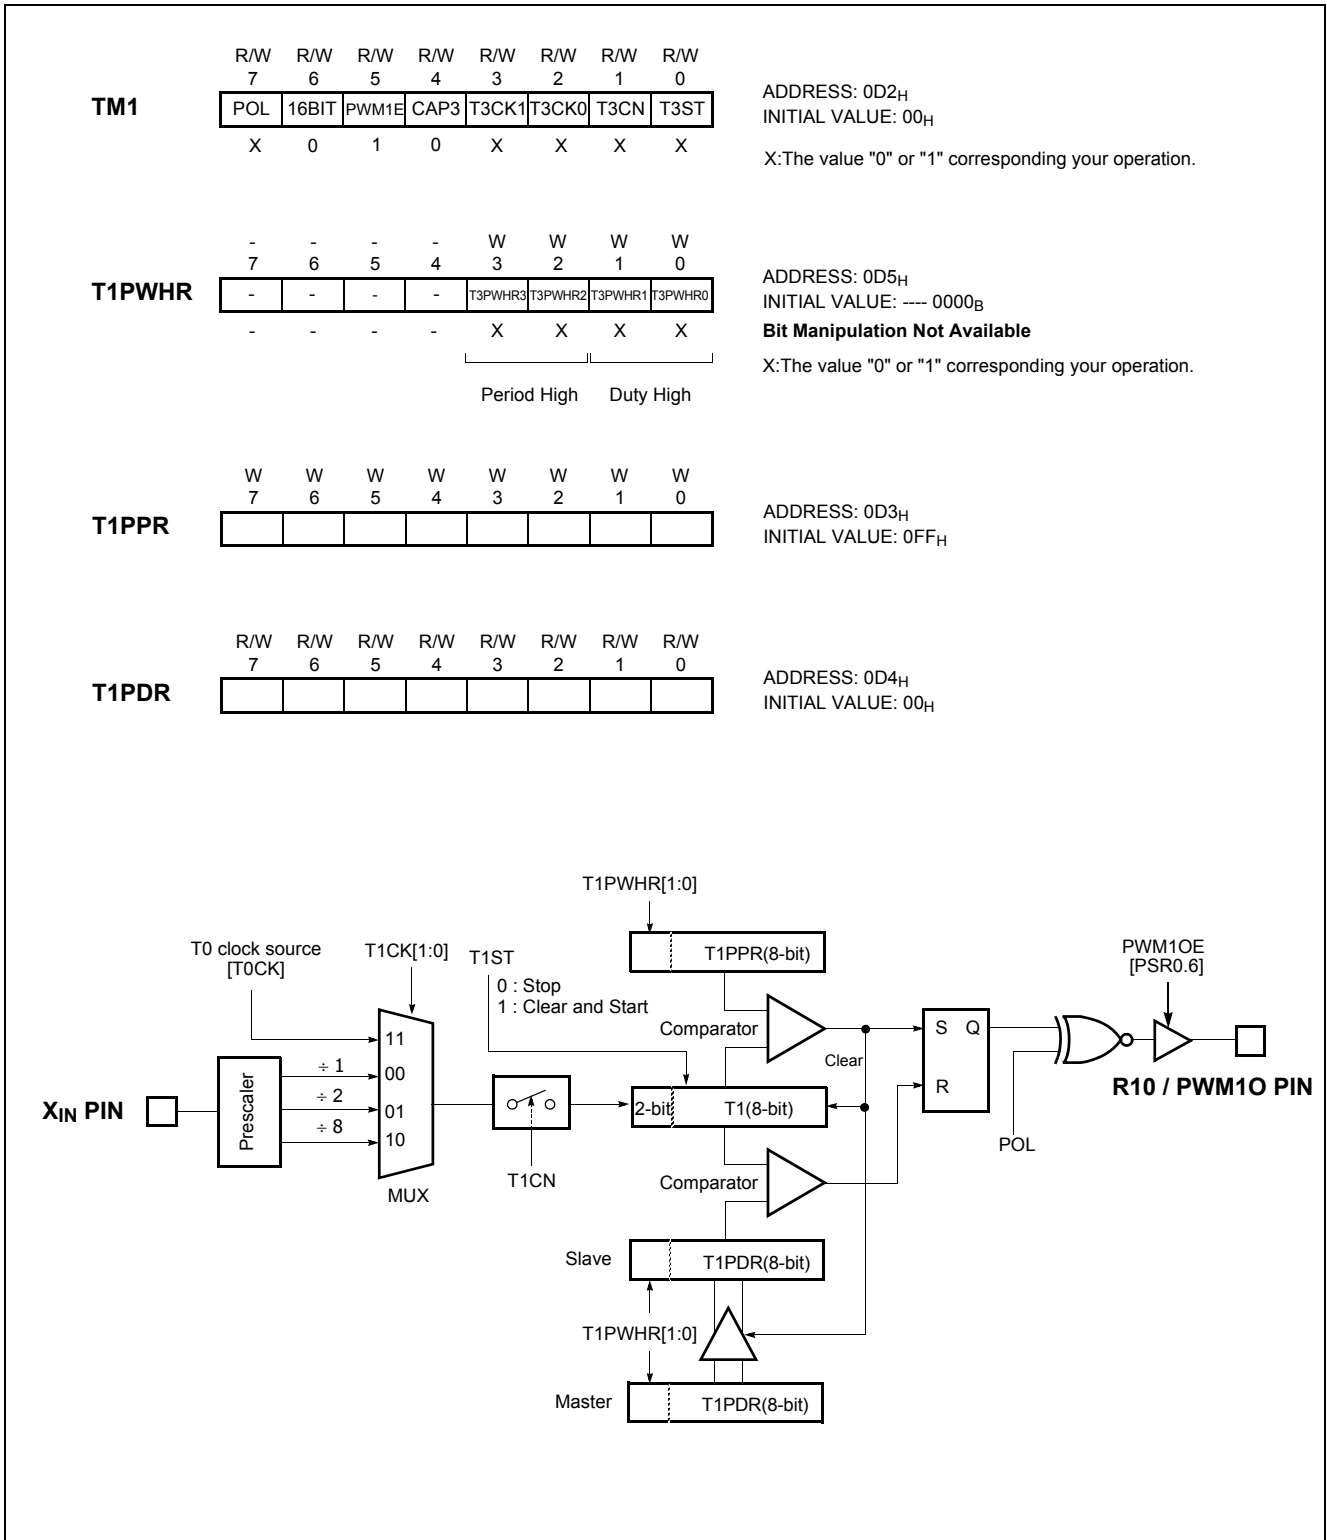 R/W R/W R/W R/W R/W R/W R/W R/W
7 6 5 4 3 2 1 0
TM1 POL 16BIT PWM1E CAP3 T3CK1 T3CK0 T3CN T3ST
X 0 1 0 X X X X
ADDRESS: 0D2H
INITIAL VALUE: 00H
X:The value "0" or "1" corresponding your operation.
- - - - W W W W
7 6 5 4 3 2 1 0
T1PWHR - - - - T3PWHR3 T3PWHR2 T3PWHR1 T3PWHR0
- - - - X X X X
Period High Duty High
ADDRESS: 0D5H
INITIAL VALUE: ---- 0000B
Bit Manipulation Not Available
X:The value "0" or "1" corresponding your operation.
W W W W W W W W
7 6 5 4 3 2 1 0
T1PPR
ADDRESS: 0D3H
INITIAL VALUE: 0FFH
R/W R/W R/W R/W R/W R/W R/W R/W
7 6 5 4 3 2 1 0
T1PDR
ADDRESS: 0D4H
INITIAL VALUE: 00H
T1PWHR[1:0]
T0 clock source
[T0CK]
T1CK[1:0]
T1ST
0 : Stop
1 : Clear and Start
T1PPR(8-bit)
PWM1OE
[PSR0.6]
Comparator
Clear
S Q
R
11
00
01
10
÷ 1
÷ 2
÷ 8
XIN PIN
Prescaler
MUX
T1CN
2-bit T1(8-bit)
POL
R10 / PWM1O PIN
Comparator
Slave T1PDR(8-bit)
T1PWHR[1:0]
Master T1PDR(8-bit)